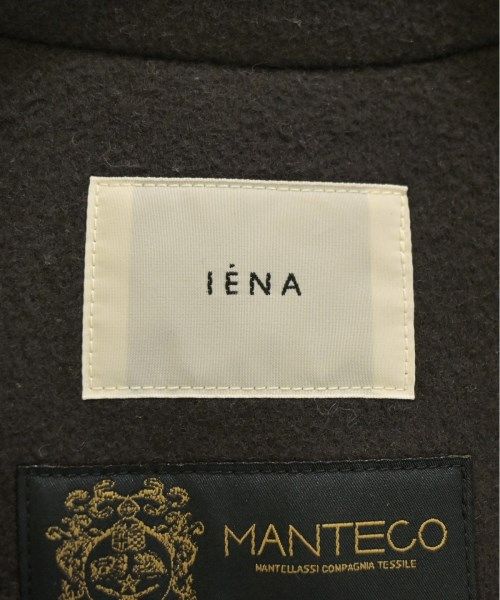 IÉNA
MANTECO
MANTELLASSI COMPAGNIA TESSILE